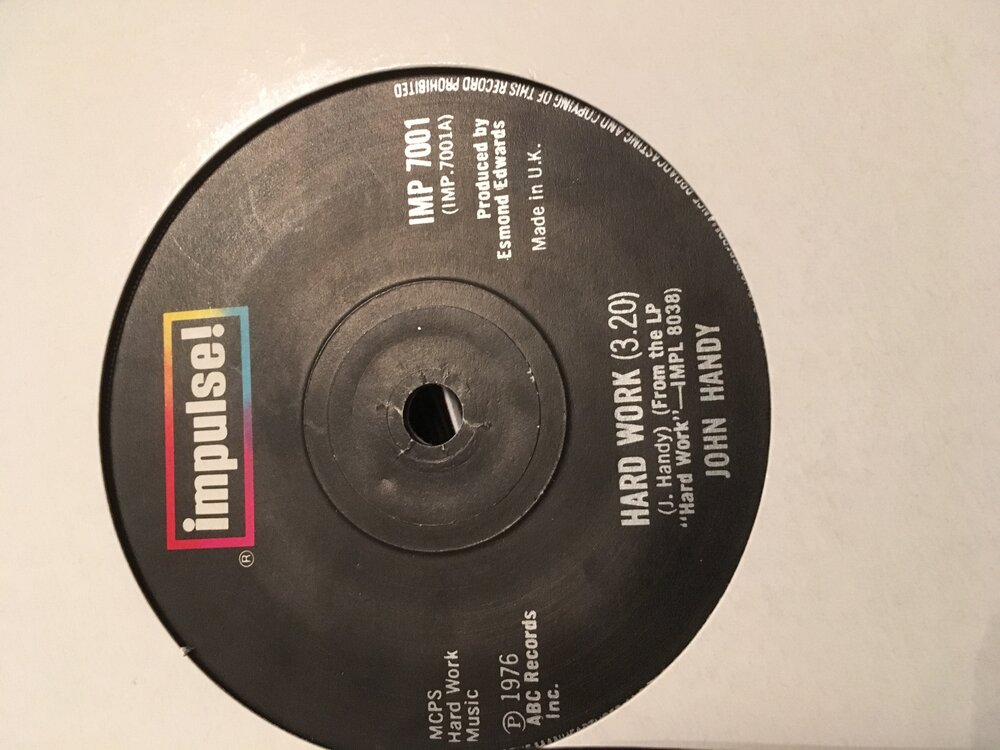 impulse!
®
MCPS
Hard Work
Music
℗ 1976
ABC Records
Inc.
IMP 7001
(IMP.7001A)
Produced by
Esmond Edwards
Made in U.K.
HARD WORK (3.20)
(J. Handy) (From the LP
"Hard Work"—IMPL 8038)
JOHN HANDY
BROADCASTING AND COPYING OF THIS RECORD PROHIBITED